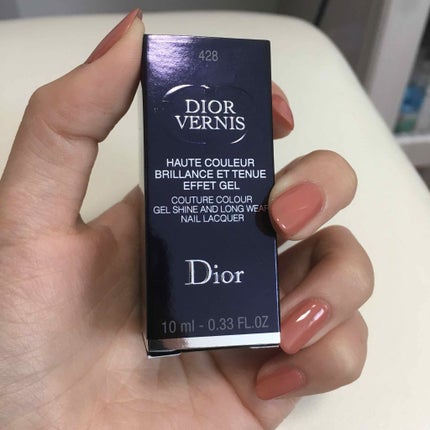 428
DIOR
VERNIS
HAUTE COULEUR
BRILLANCE ET TENUE
EFFET GEL
COUTURE COLOUR
GEL SHINE AND LONG WEAR
NAIL LACQUER
Dior
10 ml - 0.33 FL.OZ